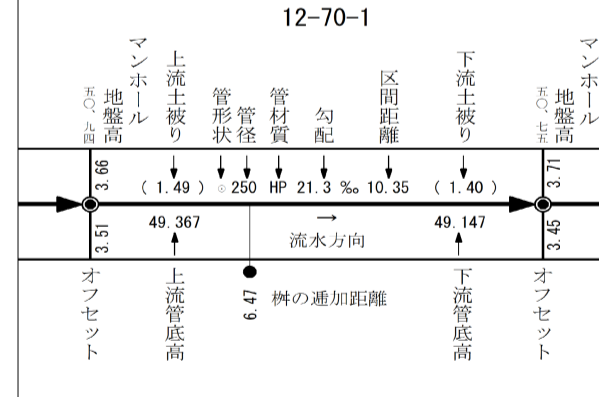 12-70-1
マンホール
地盤高
五〇、九四
上流土被り
管形状
管径
管材質
勾配
区間距離
下流土被り
マンホール
地盤高
五〇、七五
3.66
( 1.49 ) ○ 250 HP 21.3 ‰ 10.35 ( 1.40 )
3.71
3.51
49.367
→
流水方向
49.147
3.45
オフセット
上流管底高
6.47
桝の逓加距離
下流管底高
オフセット